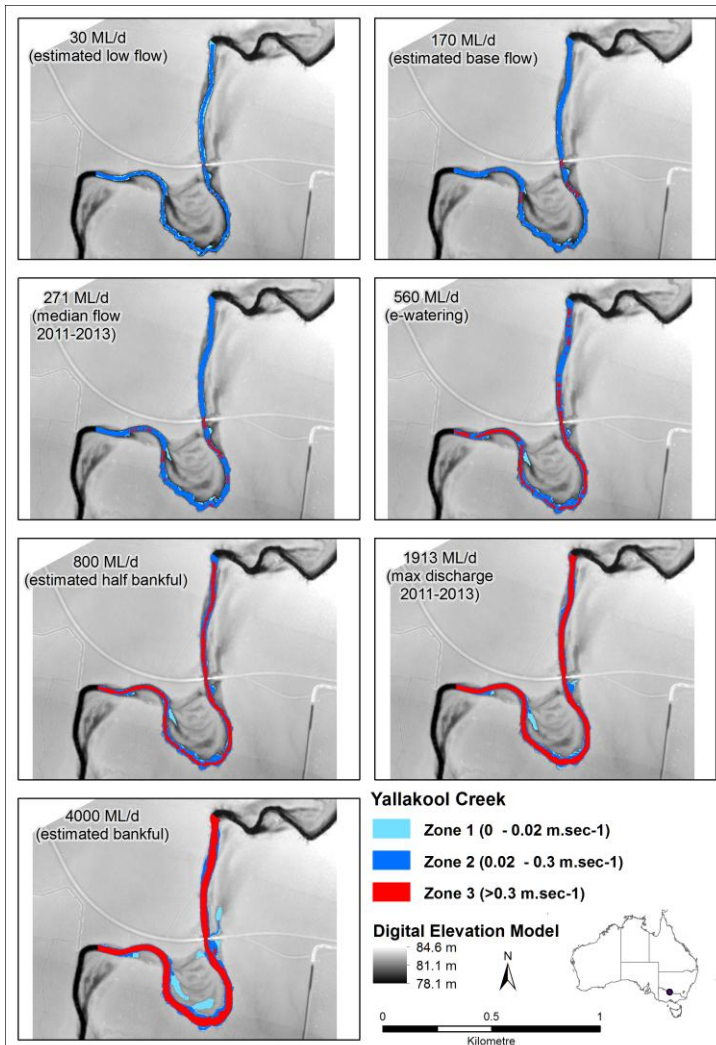 30 ML/d
(estimated low flow)
170 ML/d
(estimated base flow)
271 ML/d
(median flow
2011-2013)
560 ML/d
(e-watering)
800 ML/d
(estimated half bankful)
1913 ML/d
(max discharge
2011-2013)
4000 ML/d
(estimated bankful)
Yallakool Creek
Zone 1 (0 - 0.02 m.sec-1)
Zone 2 (0.02 - 0.3 m.sec-1)
Zone 3 (>0.3 m.sec-1)
Digital Elevation Model
84.6 m
81.1 m
78.1 m
N
0 0.5 1
Kilometre